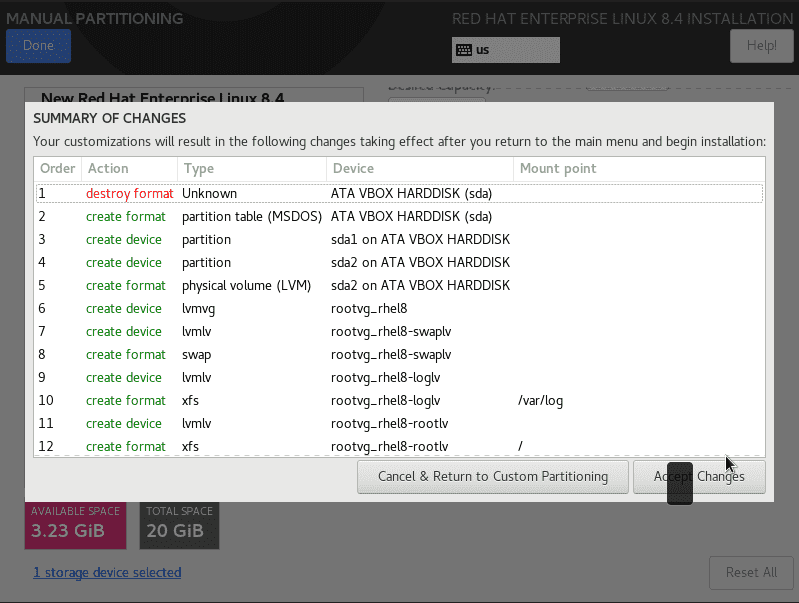 MANUAL PARTITIONING
RED HAT ENTERPRISE LINUX 8.4 INSTALLATION
Done
us
Help!
New Red Hat Enterprise Linux 8.4
Desired Capacity:
SUMMARY OF CHANGES
Your customizations will result in the following changes taking effect after you return to the main menu and begin installation:
Order Action Type Device Mount point
1 destroy format Unknown ATA VBOX HARDDISK (sda)
2 create format partition table (MSDOS) ATA VBOX HARDDISK (sda)
3 create device partition sda1 on ATA VBOX HARDDISK
4 create device partition sda2 on ATA VBOX HARDDISK
5 create format physical volume (LVM) sda2 on ATA VBOX HARDDISK
6 create device lvmvg rootvg_rhel8
7 create device lvmlv rootvg_rhel8-swaplv
8 create format swap rootvg_rhel8-swaplv
9 create device lvmlv rootvg_rhel8-loglv
10 create format xfs rootvg_rhel8-loglv /var/log
11 create device lvmlv rootvg_rhel8-rootlv
12 create format xfs rootvg_rhel8-rootlv /
Cancel & Return to Custom Partitioning
Accept Changes
AVAILABLE SPACE
3.23 GiB
TOTAL SPACE
20 GiB
1 storage device selected
Reset All